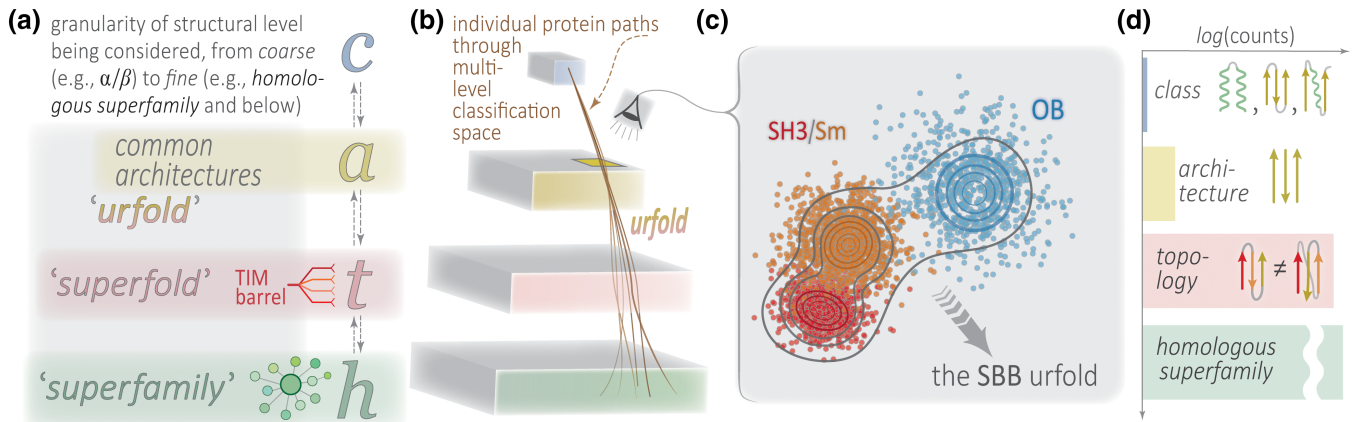 (a) granularity of structural level
being considered, from coarse
(e.g., α/β) to fine (e.g., homolo-
gous superfamily and below)
c
common
architectures
a
'urfold'
'superfold'
TIM
barrel
t
'superfamily'
h
(b) individual protein paths
through
multi-
level
classification
space
urfold
(c)
SH3/Sm
OB
the SBB urfold
(d)
log(counts)
class
, ,
archi-
tecture
topo-
logy
≠
homologous
superfamily